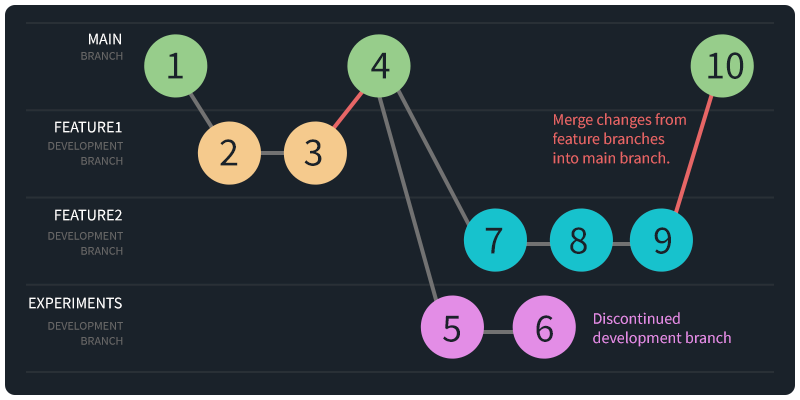 MAIN
BRANCH
1
4
10
FEATURE1
DEVELOPMENT
BRANCH
2
3
Merge changes from
feature branches
into main branch.
FEATURE2
DEVELOPMENT
BRANCH
7
8
9
EXPERIMENTS
DEVELOPMENT
BRANCH
5
6
Discontinued
development branch